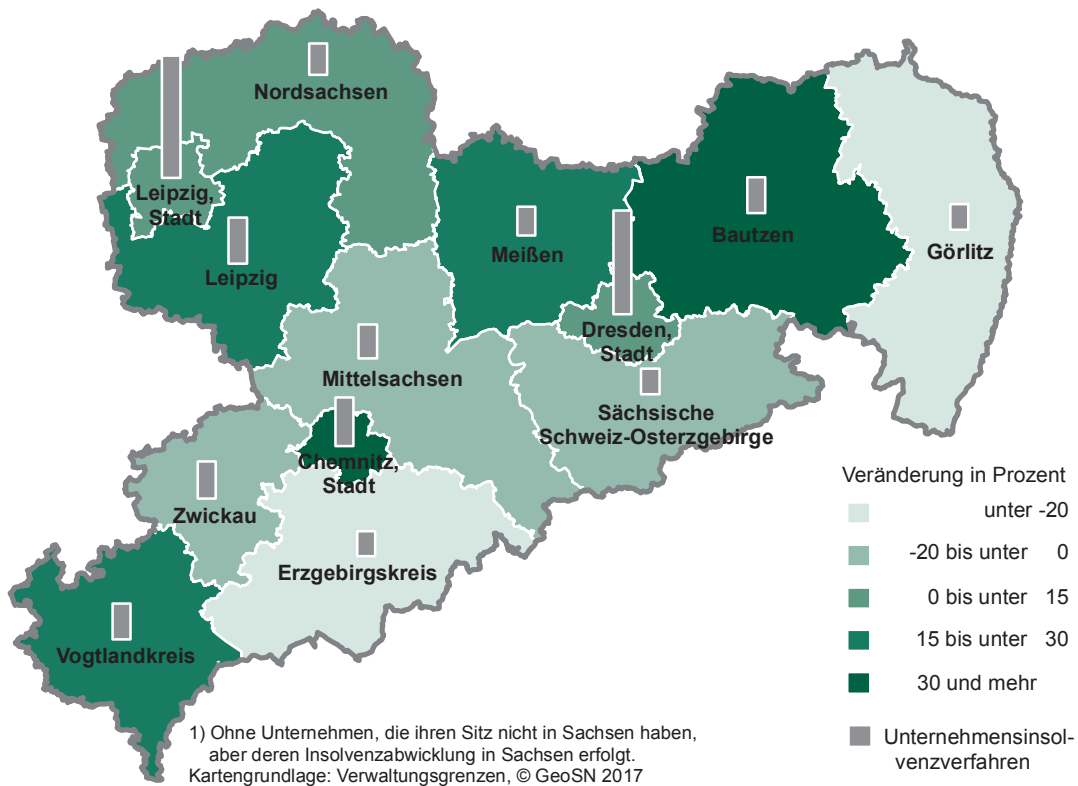 Nordsachsen
Leipzig,
Stadt
Leipzig
Meißen
Bautzen
Görlitz
Dresden,
Stadt
Mittelsachsen
Sächsische
Schweiz-Osterzgebirge
Chemnitz,
Stadt
Zwickau
Erzgebirgskreis
Vogtlandkreis
Veränderung in Prozent
unter -20
-20 bis unter 0
0 bis unter 15
15 bis unter 30
30 und mehr
Unternehmensinsol-
venzverfahren
1) Ohne Unternehmen, die ihren Sitz nicht in Sachsen haben,
aber deren Insolvenzabwicklung in Sachsen erfolgt.
Kartengrundlage: Verwaltungsgrenzen, © GeoSN 2017